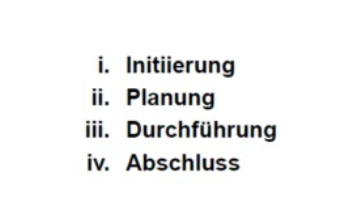 i. Initiierung
ii. Planung
iii. Durchführung
iv. Abschluss